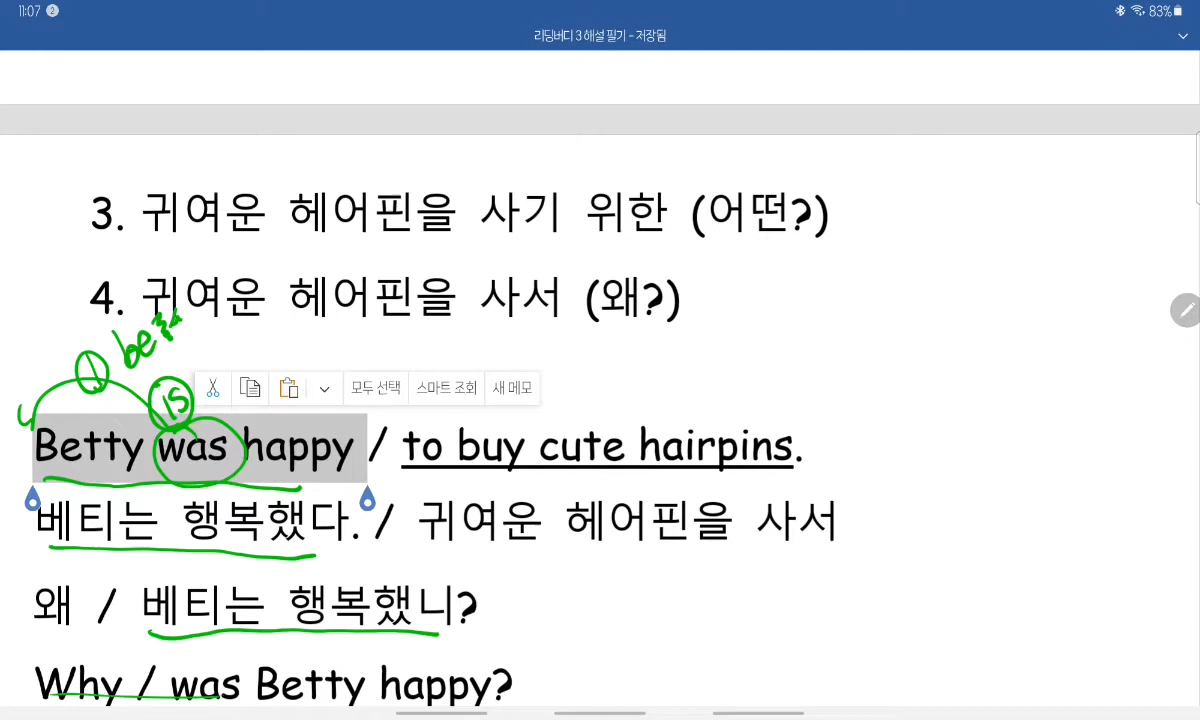 11:07 2 83%
리딩버디 3 해설 필기 - 저장됨
3. 귀여운 헤어핀을 사기 위한 (어떤?)
4. 귀여운 헤어핀을 사서 (왜?)
1 be
is
모두 선택 스마트 조회 새 메모
Betty was happy / to buy cute hairpins.
베티는 행복했다. / 귀여운 헤어핀을 사서
왜 / 베티는 행복했니?
Why / was Betty happy?